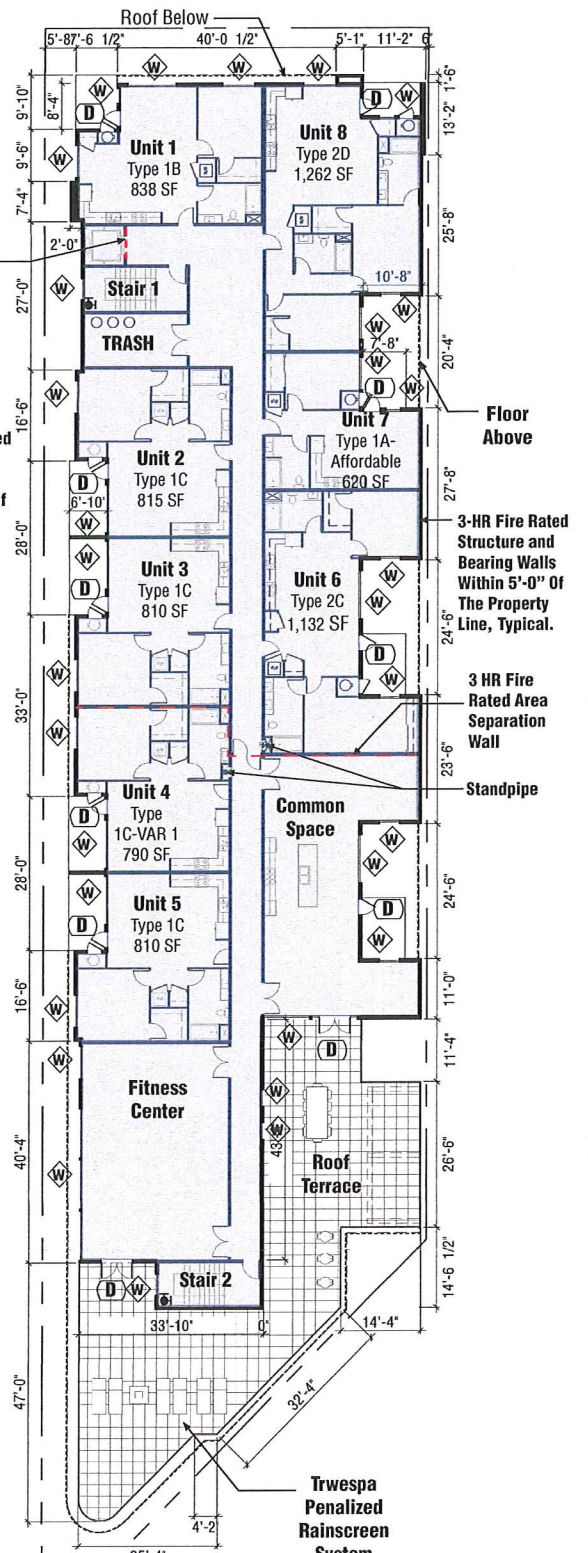 Roof Below
5'-8"
7'-6 1/2"
40'-0 1/2"
5'-1"
11'-2"
6"
W
W
W
9'-10"
8'-4"
W
D
D
W
1'-6"
13'-2"
Unit 1
Type 1B
838 SF
Unit 8
Type 2D
1,262 SF
W
9'-6"
7'-4"
25'-8"
2'-0"
10'-8"
Stair 1
W
27'-0"
TRASH
W
W
7'-8"
W
D
W
20'-4"
Floor
Above
W
16'-6"
Unit 7
Type 1A-
Affordable
620 SF
Unit 2
Type 1C
815 SF
D
6'-10"
W
27'-8"
3-HR Fire Rated
Structure and
Bearing Walls
Within 5'-0" Of
The Property
Line, Typical.
28'-0"
W
D
Unit 3
Type 1C
810 SF
Unit 6
Type 2C
1,132 SF
W
W
D
W
24'-6"
W
33'-0"
3 HR Fire
Rated Area
Separation
Wall
W
23'-6"
Standpipe
Unit 4
Type
1C-VAR 1
790 SF
D
W
Common
Space
28'-0"
W
D
Unit 5
Type 1C
810 SF
W
W
D
W
24'-6"
16'-6"
W
11'-0"
W
D
11'-4"
W
Fitness
Center
W
W
40'-4"
W
Roof
Terrace
26'-6"
Stair 2
D
W
14'-6 1/2"
33'-10"
14'-4"
32'-4"
47'-0"
4'-2"
Trwespa
Penalized
Rainscreen
System